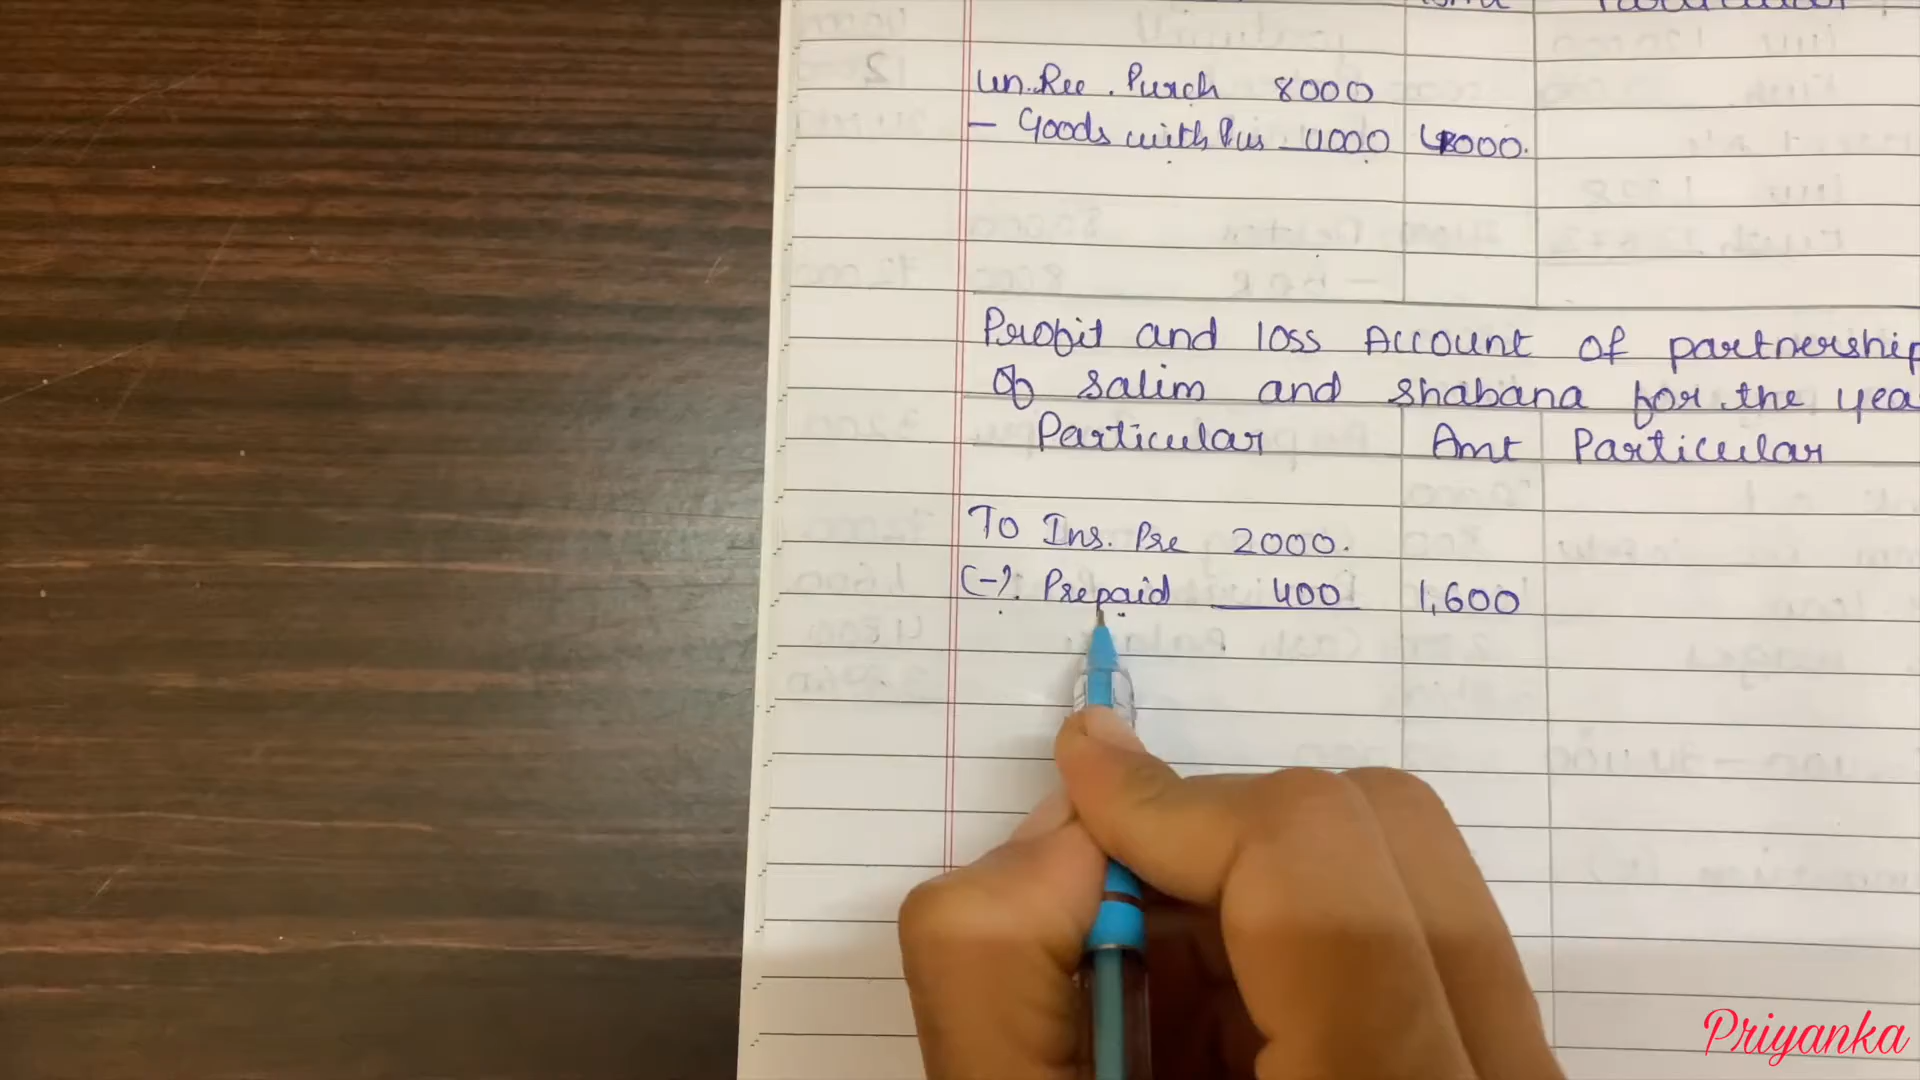 Un.Rec. Purch 8000
– Goods with Pur 4000 4000.
Profit and loss Account of partnership
Of salim and shabana for the yea
Particular Amt Particular
To Ins. Pre 2000.
(-). Prepaid 400 1,600
Priyanka